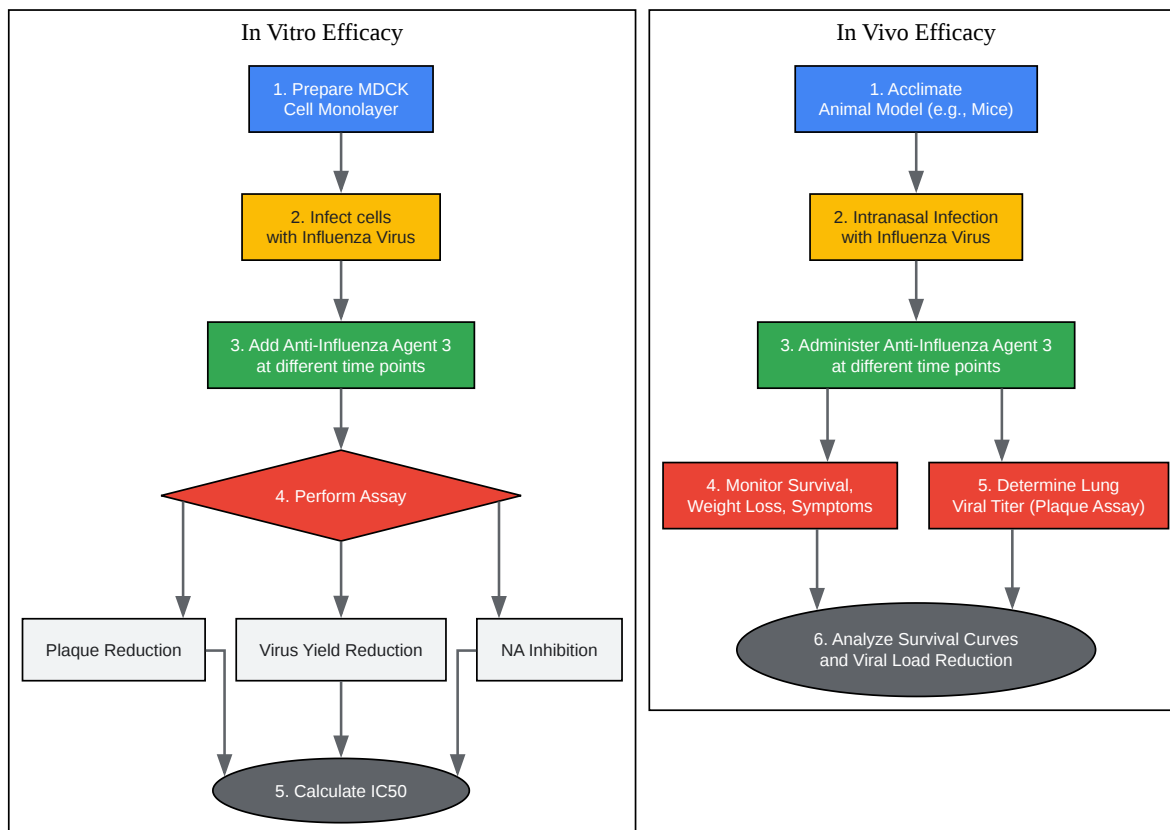 In Vitro Efficacy
1. Prepare MDCK
Cell Monolayer
2. Infect cells
with Influenza Virus
3. Add Anti-Influenza Agent 3
at different time points
4. Perform Assay
Plaque Reduction
Virus Yield Reduction
NA Inhibition
5. Calculate IC50
In Vivo Efficacy
1. Acclimate
Animal Model (e.g., Mice)
2. Intranasal Infection
with Influenza Virus
3. Administer Anti-Influenza Agent 3
at different time points
4. Monitor Survival,
Weight Loss, Symptoms
5. Determine Lung
Viral Titer (Plaque Assay)
6. Analyze Survival Curves
and Viral Load Reduction